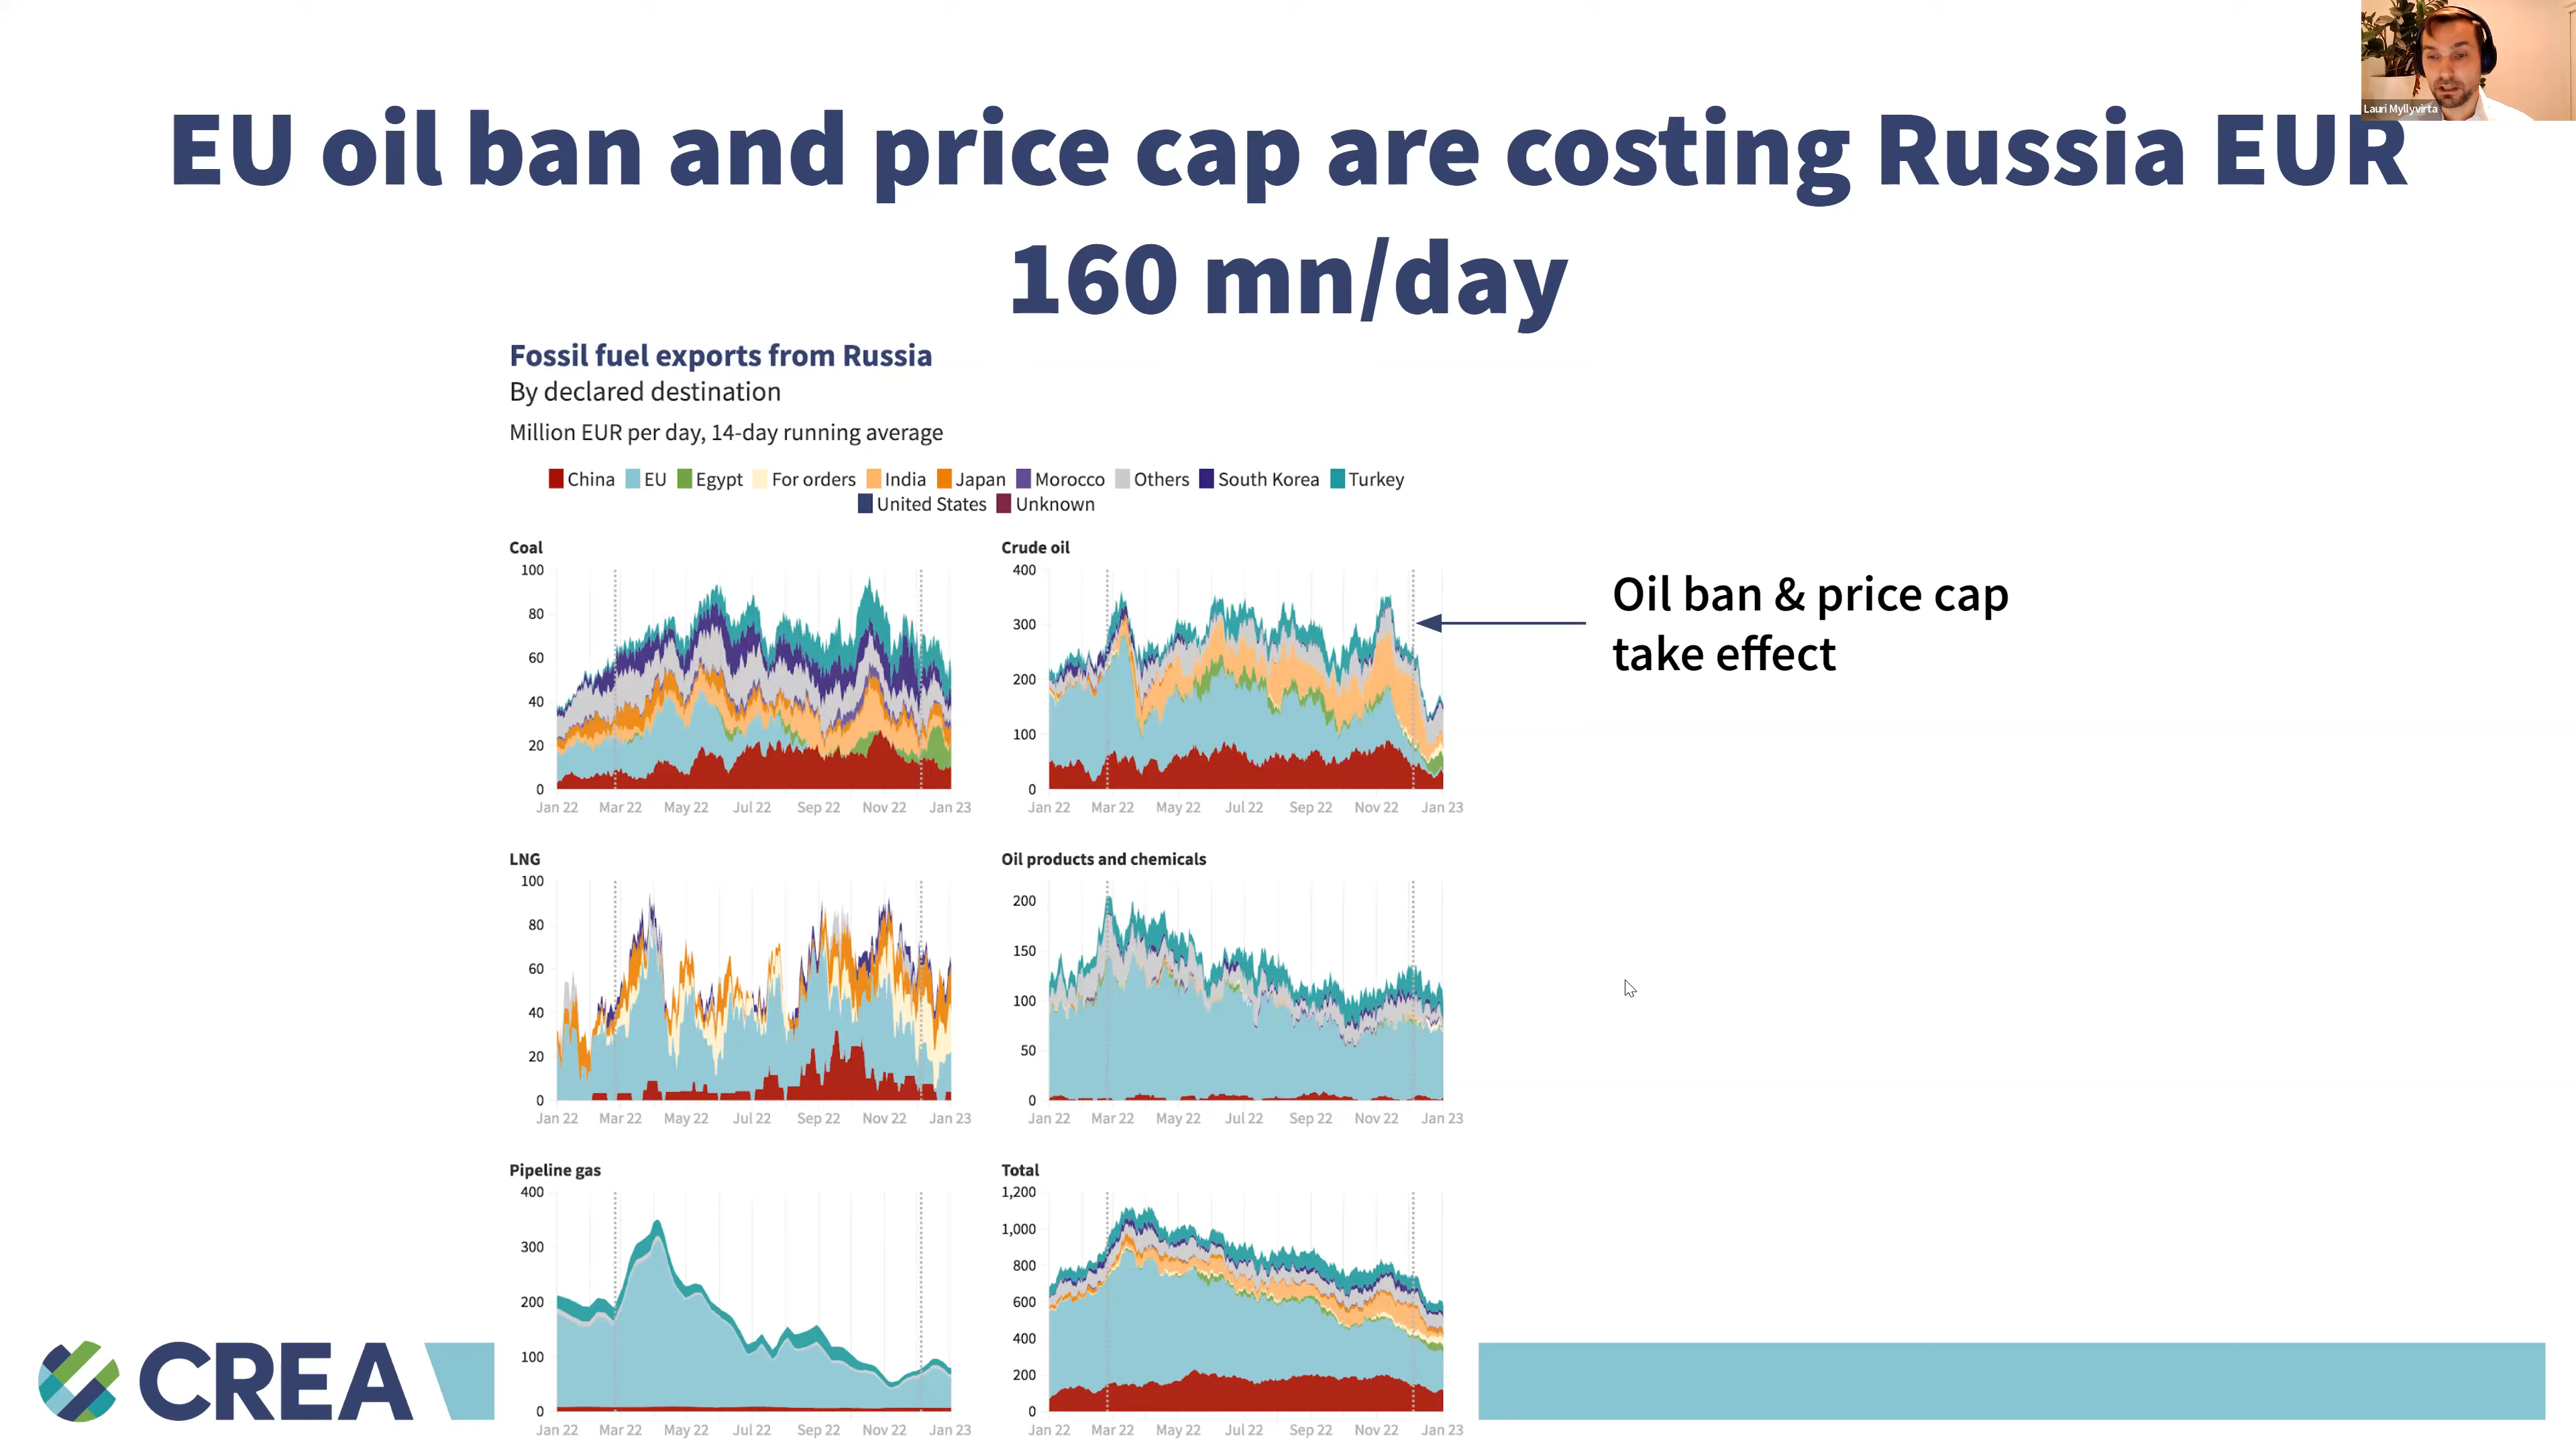 Lauri Myllyvirta
EU oil ban and price cap are costing Russia EUR
160 mn/day
Fossil fuel exports from Russia
By declared destination
Million EUR per day, 14-day running average
China EU Egypt For orders India Japan Morocco Others South Korea Turkey
United States Unknown
Coal
100
80
60
40
20
0
Jan 22 Mar 22 May 22 Jul 22 Sep 22 Nov 22 Jan 23
Crude oil
400
300
200
100
0
Jan 22 Mar 22 May 22 Jul 22 Sep 22 Nov 22 Jan 23
Oil ban & price cap
take effect
LNG
100
80
60
40
20
0
Jan 22 Mar 22 May 22 Jul 22 Sep 22 Nov 22 Jan 23
Oil products and chemicals
200
150
100
50
0
Jan 22 Mar 22 May 22 Jul 22 Sep 22 Nov 22 Jan 23
Pipeline gas
400
300
200
100
0
Jan 22 Mar 22 May 22 Jul 22 Sep 22 Nov 22 Jan 23
Total
1,200
1,000
800
600
400
200
0
Jan 22 Mar 22 May 22 Jul 22 Sep 22 Nov 22 Jan 23
CREA